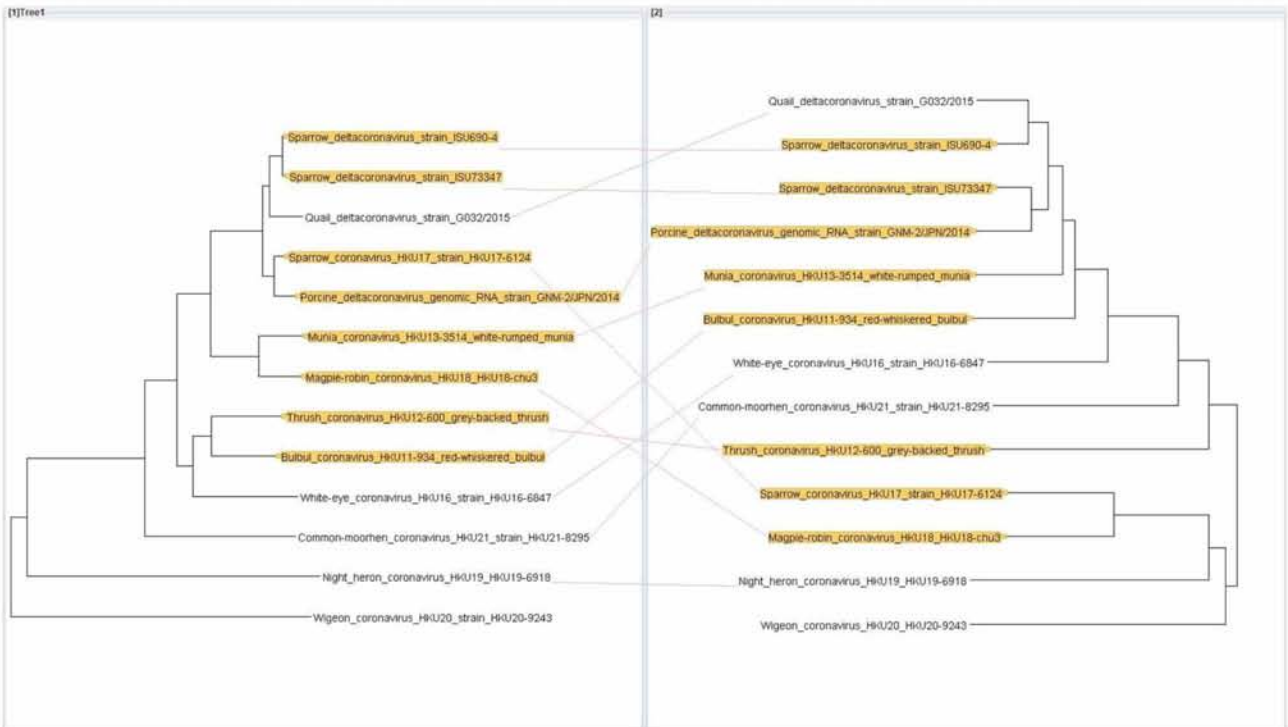 [1]Tree1
Sparrow_deltacoronavirus_strain_ISU690-4
Sparrow_deltacoronavirus_strain_ISU73347
Quail_deltacoronavirus_strain_G032/2015
Sparrow_coronavirus_HKU17_strain_HKU17-6124
Porcine_deltacoronavirus_genomic_RNA_strain_GNM-2/JPN/2014
Munia_coronavirus_HKU13-3514_white-rumped_munia
Magpie-robin_coronavirus_HKU18_HKU18-chu3
Thrush_coronavirus_HKU12-600_grey-backed_thrush
Bulbul_coronavirus_HKU11-934_red-whiskered_bulbul
White-eye_coronavirus_HKU16_strain_HKU16-6847
Common-moorhen_coronavirus_HKU21_strain_HKU21-8295
Night_heron_coronavirus_HKU19_HKU19-6918
Wigeon_coronavirus_HKU20_strain_HKU20-9243
[2]
Quail_deltacoronavirus_strain_G032/2015
Sparrow_deltacoronavirus_strain_ISU690-4
Sparrow_deltacoronavirus_strain_ISU73347
Porcine_deltacoronavirus_genomic_RNA_strain_GNM-2/JPN/2014
Munia_coronavirus_HKU13-3514_white-rumped_munia
Bulbul_coronavirus_HKU11-934_red-whiskered_bulbul
White-eye_coronavirus_HKU16_strain_HKU16-6847
Common-moorhen_coronavirus_HKU21_strain_HKU21-8295
Thrush_coronavirus_HKU12-600_grey-backed_thrush
Sparrow_coronavirus_HKU17_strain_HKU17-6124
Magpie-robin_coronavirus_HKU18_HKU18-chu3
Night_heron_coronavirus_HKU19_HKU19-6918
Wigeon_coronavirus_HKU20_HKU20-9243